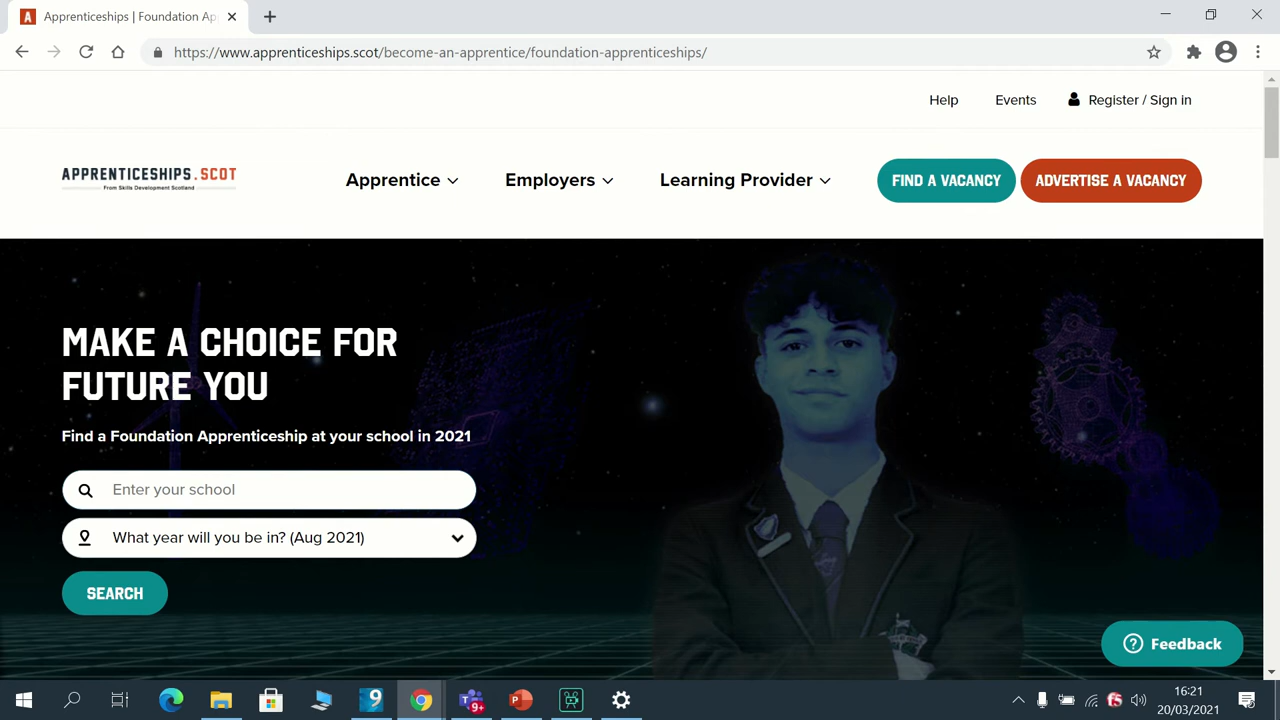 Apprenticeships | Foundation Ap
https://www.apprenticeships.scot/become-an-apprentice/foundation-apprenticeships/
Help Events Register / Sign in
APPRENTICESHIPS.SCOT
From Skills Development Scotland
Apprentice Employers Learning Provider FIND A VACANCY ADVERTISE A VACANCY
MAKE A CHOICE FOR
FUTURE YOU
Find a Foundation Apprenticeship at your school in 2021
Enter your school
What year will you be in? (Aug 2021)
SEARCH
Feedback
16:21
20/03/2021